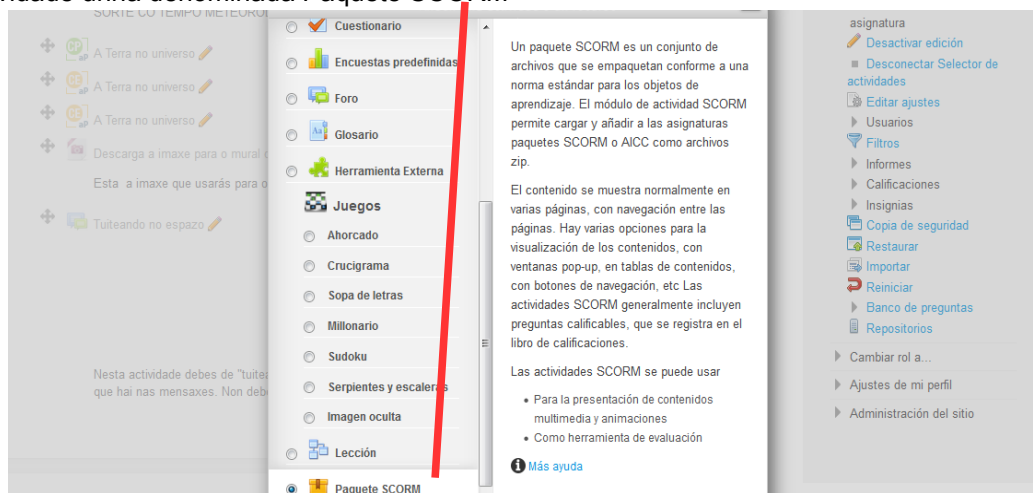 SORTE CO TEMPO METEORO
A Terra no universo
A Terra no universo
A Terra no universo
Descarga a imaxe para o mural
Esta a imaxe que usarás para o
Tuiteando no espazo
Nesta actividade debes de "tuite
que hai nas mensaxes. Non deb
Cuestionario
Encuestas predefinidas
Foro
Glosario
Herramienta Externa
Juegos
Ahorcado
Crucigrama
Sopa de letras
Millonario
Sudoku
Serpientes y escaleras
Imagen oculta
Lección
Paquete SCORM
Un paquete SCORM es un conjunto de
archivos que se empaquetan conforme a una
norma estándar para los objetos de
aprendizaje. El módulo de actividad SCORM
permite cargar y añadir a las asignaturas
paquetes SCORM o AICC como archivos
zip.
El contenido se muestra normalmente en
varias páginas, con navegación entre las
páginas. Hay varias opciones para la
visualización de los contenidos, con
ventanas pop-up, en tablas de contenidos,
con botones de navegación, etc Las
actividades SCORM generalmente incluyen
preguntas calificables, que se registra en el
libro de calificaciones.
Las actividades SCORM se puede usar
Para la presentación de contenidos
multimedia y animaciones
Como herramienta de evaluación
Más ayuda
asignatura
Desactivar edición
Desconectar Selector de
actividades
Editar ajustes
Usuarios
Filtros
Informes
Calificaciones
Insignias
Copia de seguridad
Restaurar
Importar
Reiniciar
Banco de preguntas
Repositorios
Cambiar rol a...
Ajustes de mi perfil
Administración del sitio